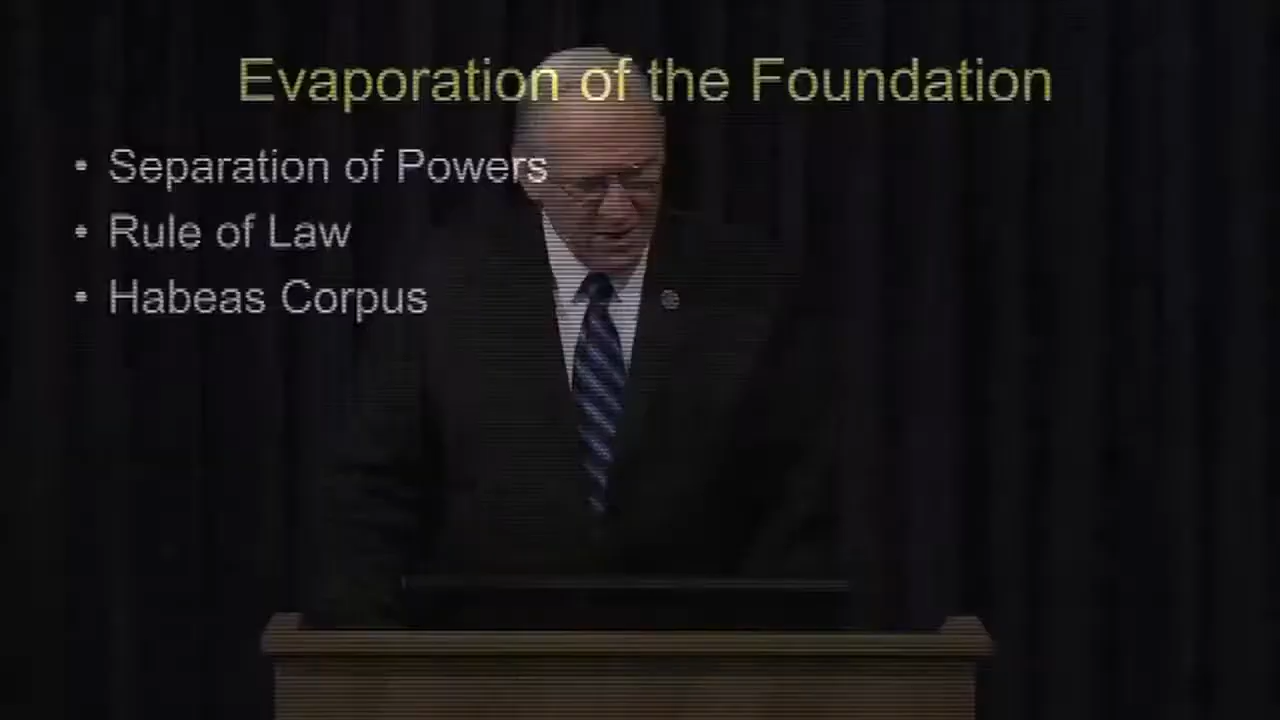 Evaporation of the Foundation
• Separation of Powers
• Rule of Law
• Habeas Corpus